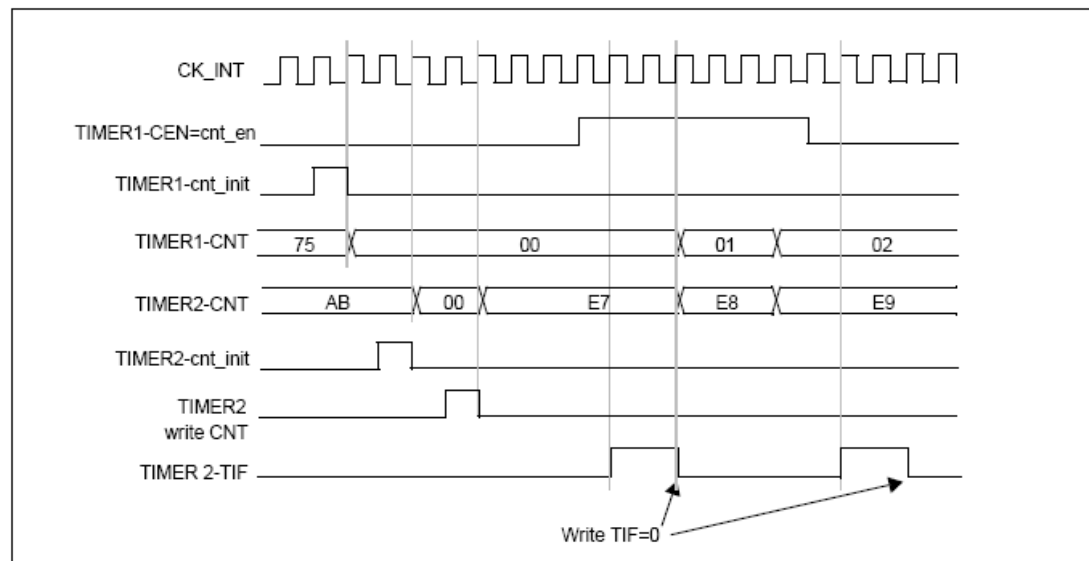 CK_INT
TIMER1-CEN=cnt_en
TIMER1-cnt_init
TIMER1-CNT 75 00 01 02
TIMER2-CNT AB 00 E7 E8 E9
TIMER2-cnt_init
TIMER2
write CNT
TIMER 2-TIF
Write TIF=0